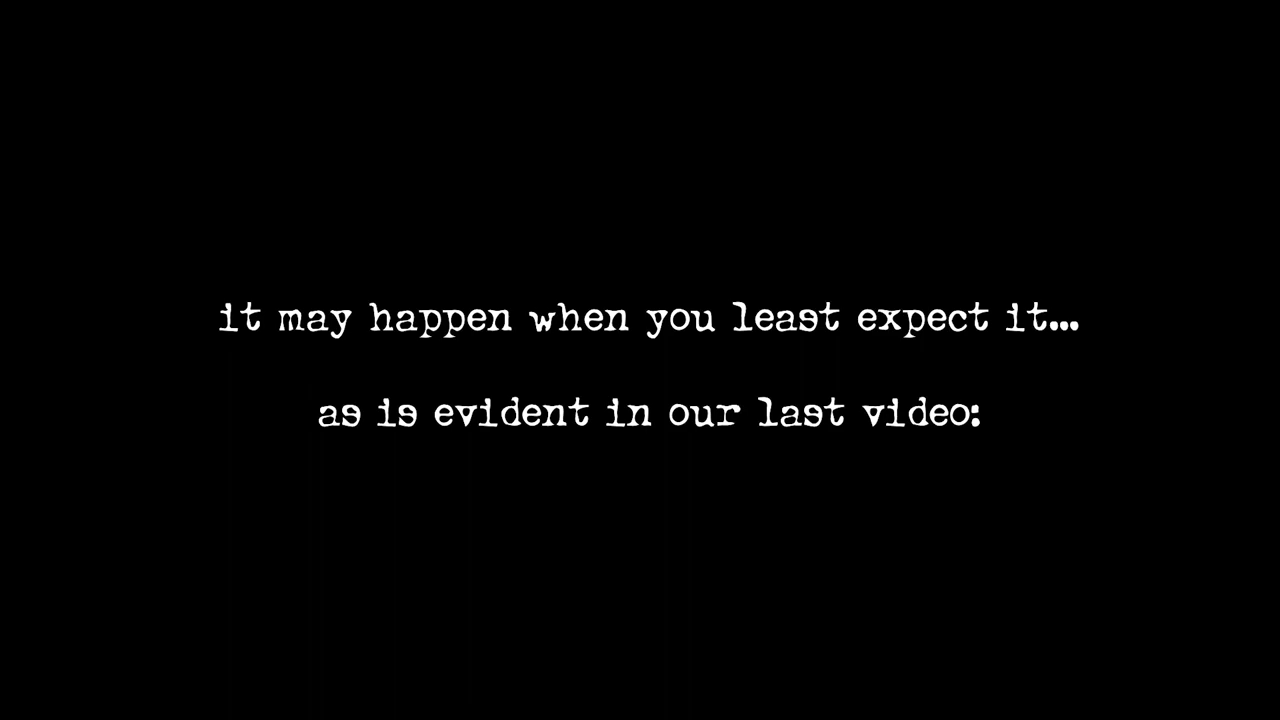 it may happen when you least expect it...
as is evident in our last video: